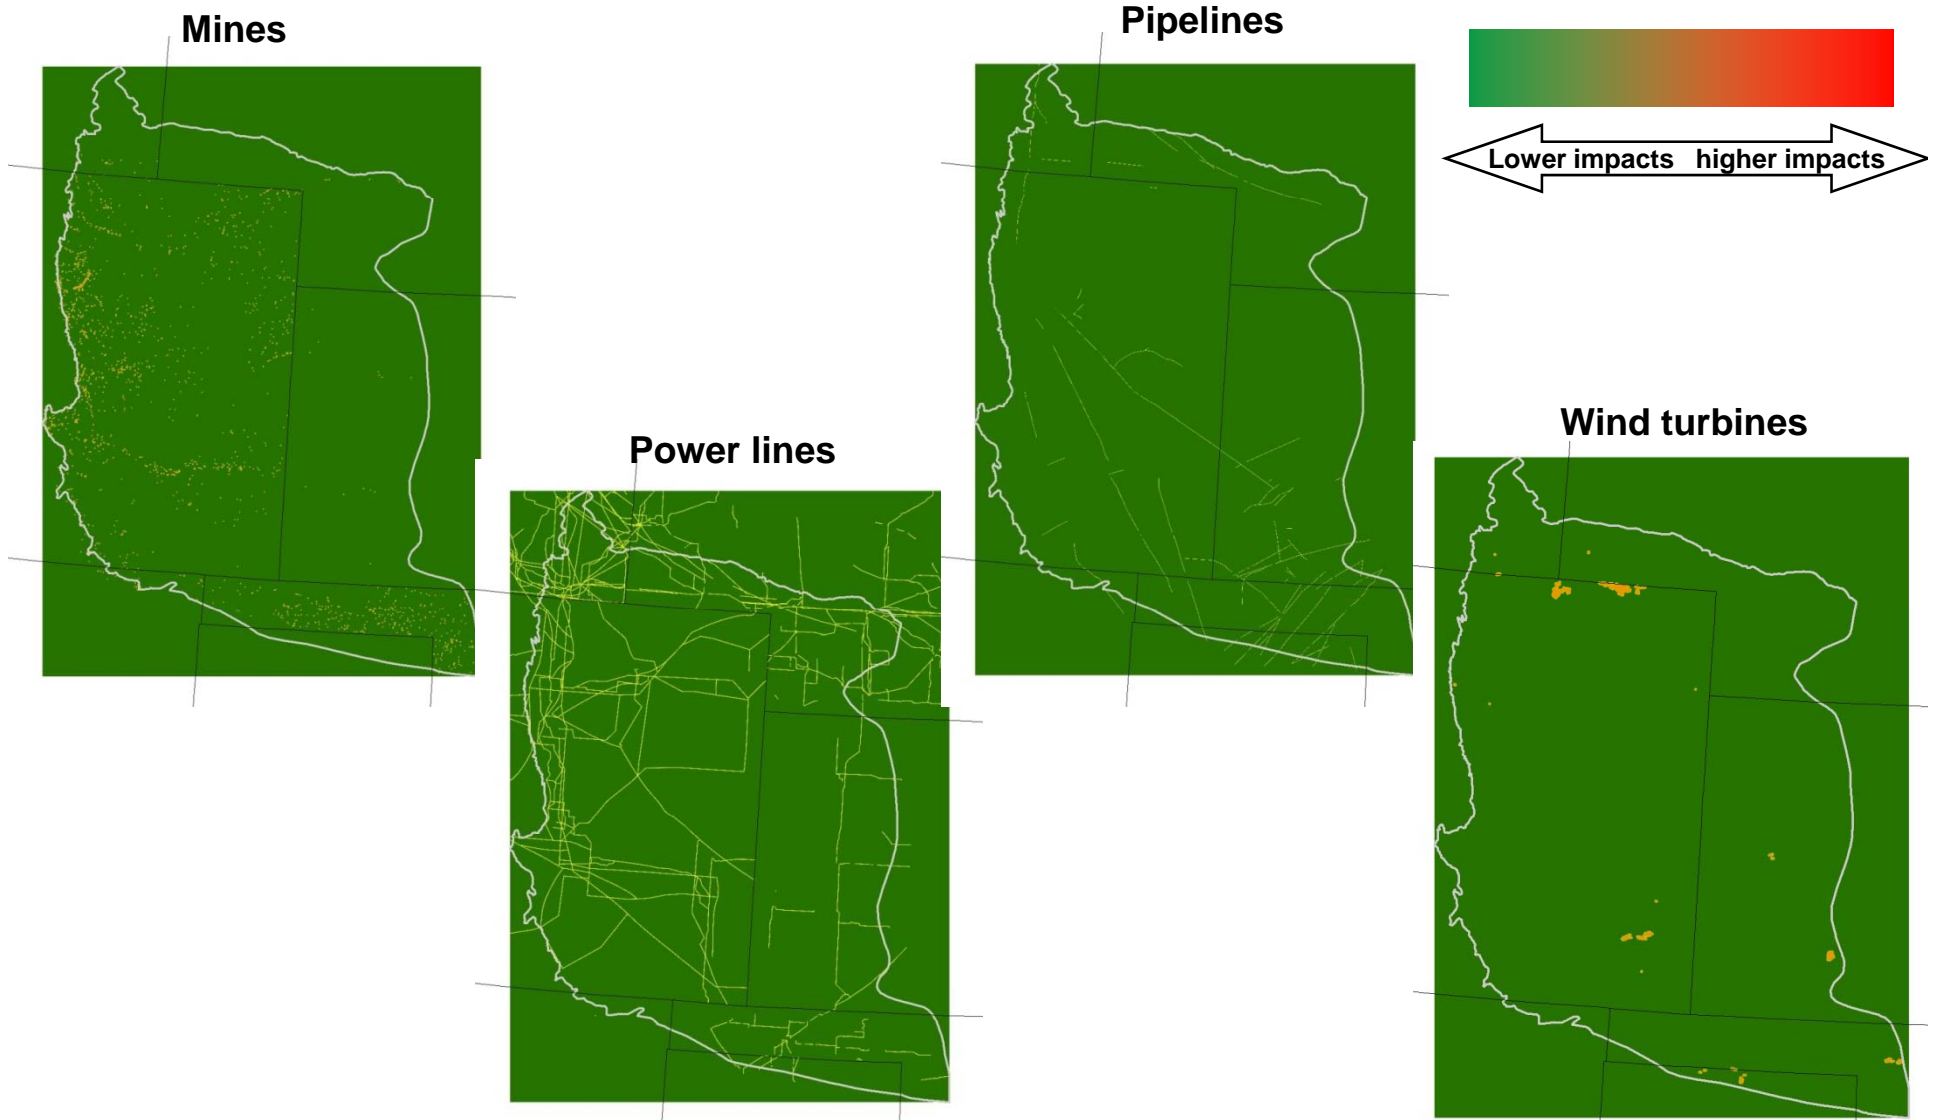 Mines
Pipelines
Lower impacts higher impacts
Power lines
Wind turbines